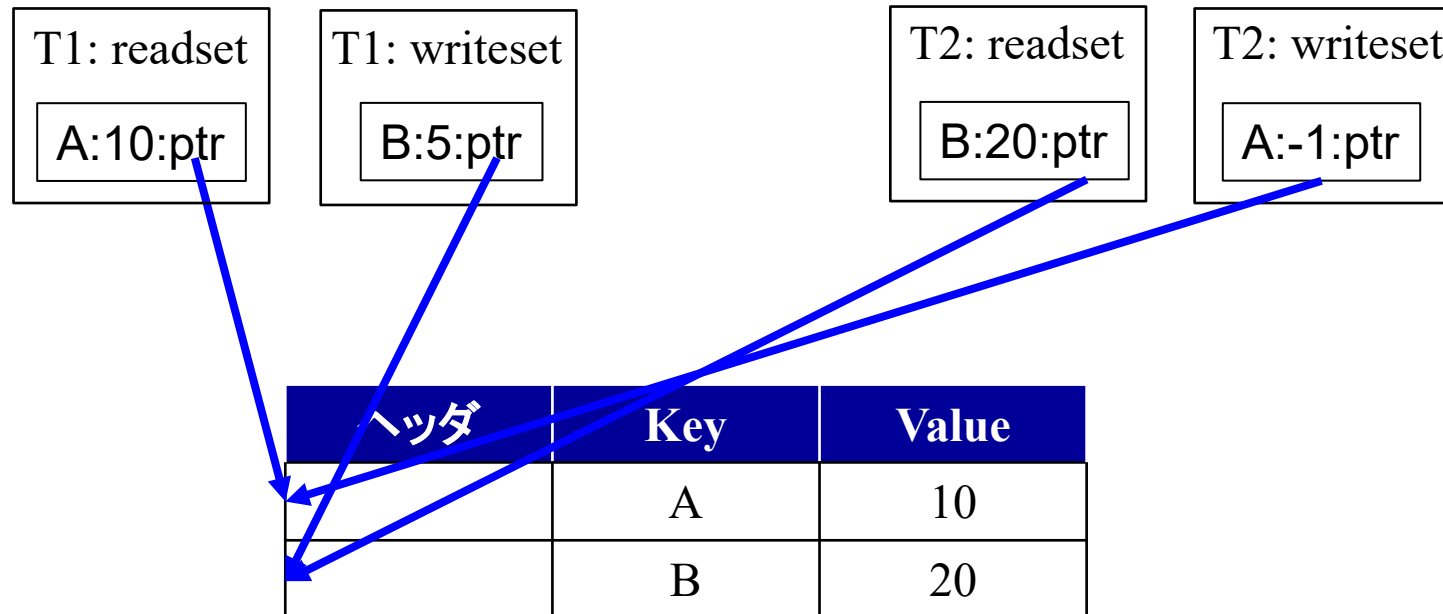 T1: readset
A:10:ptr
T1: writeset
B:5:ptr
T2: readset
B:20:ptr
T2: writeset
A:-1:ptr
ヘッダ Key Value
A 10
B 20